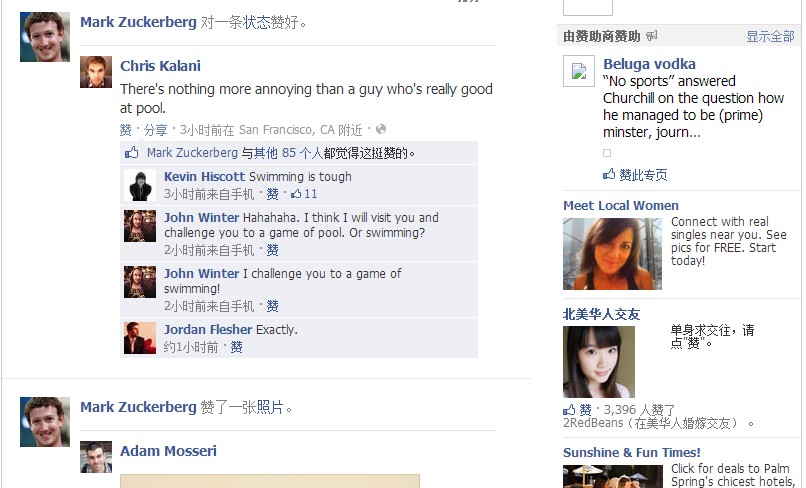 Mark Zuckerberg 对一条状态赞好。
Chris Kalani
There's nothing more annoying than a guy who's really good
at pool.
赞 · 分享 · 3小时前在 San Francisco, CA 附近 ·
Mark Zuckerberg 与其他 85 个人都觉得这挺赞的。
Kevin Hiscott Swimming is tough
3小时前来自手机 · 赞 · 11
John Winter Hahahaha. I think I will visit you and
challenge you to a game of pool. Or swimming?
2小时前来自手机 · 赞
John Winter I challenge you to a game of
swimming!
2小时前来自手机 · 赞
Jordan Flesher Exactly.
约1小时前 · 赞
Mark Zuckerberg 赞了一张照片。
Adam Mosseri
由赞助商赞助 显示全部
Beluga vodka
“No sports” answered
Churchill on the question how
he managed to be (prime)
minster, journ...
赞此专页
Meet Local Women
Connect with real
singles near you. See
pics for FREE. Start
today!
北美华人交友
单身求交往，请
点"赞"。
赞 · 3,396 人赞了
2RedBeans（在美华人婚嫁交友） 。
Sunshine & Fun Times!
Click for deals to Palm
Spring's chicest hotels,